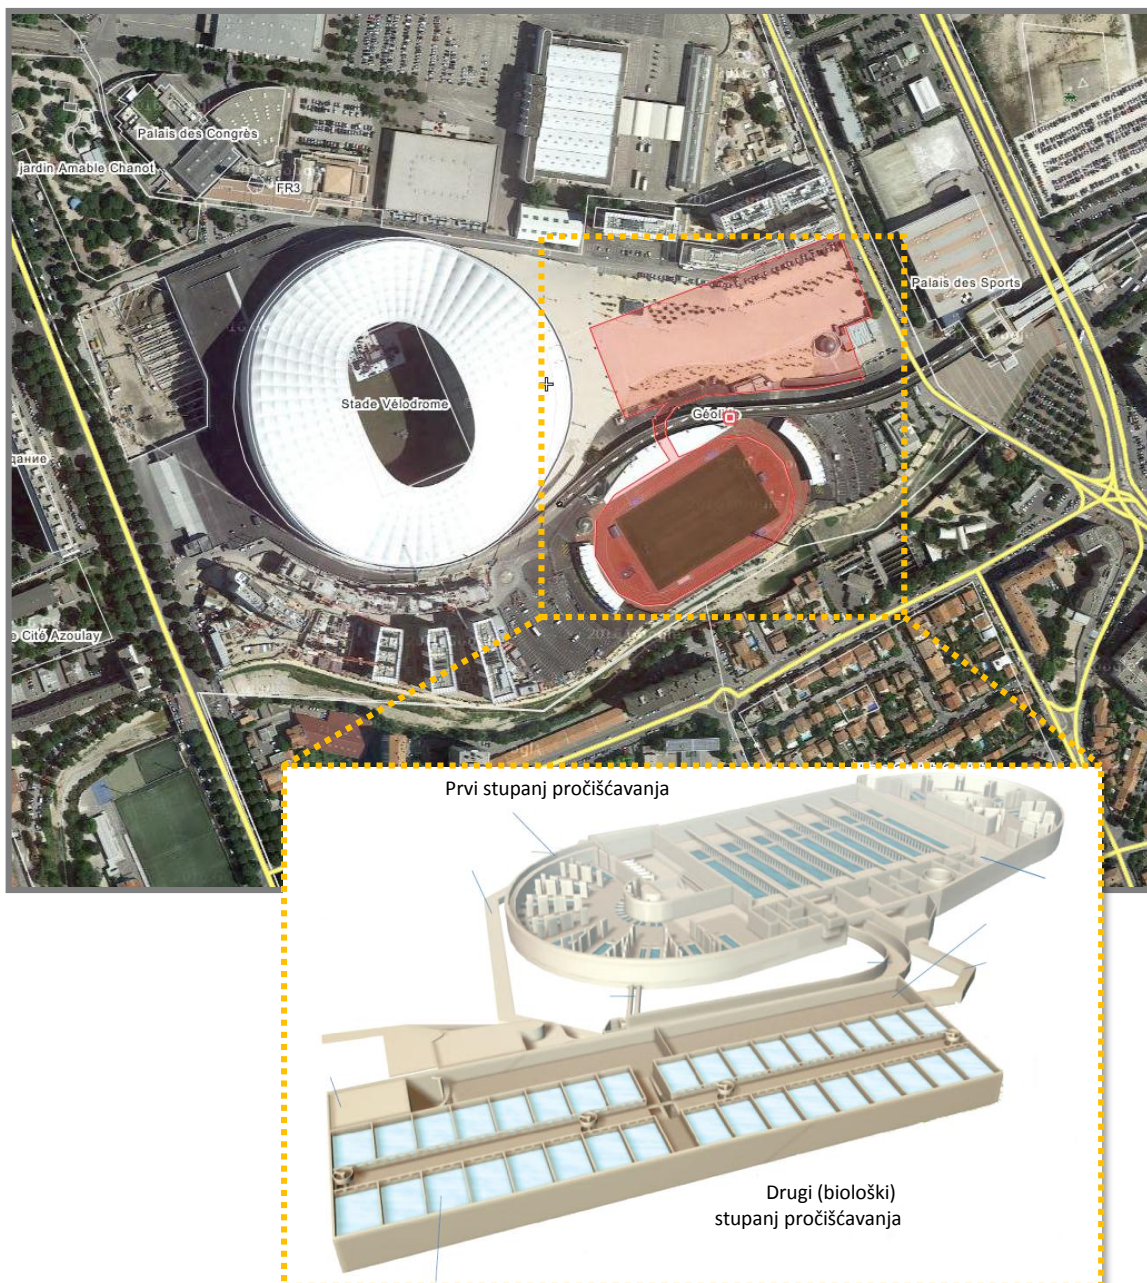 Palais des Congrès
jardin Amable Chanot
FR3
Palais des Sports
Stade Vélodrome
дание
Cité Azoulay
Prvi stupanj pročišćavanja
Drugi (biološki)
stupanj pročišćavanja